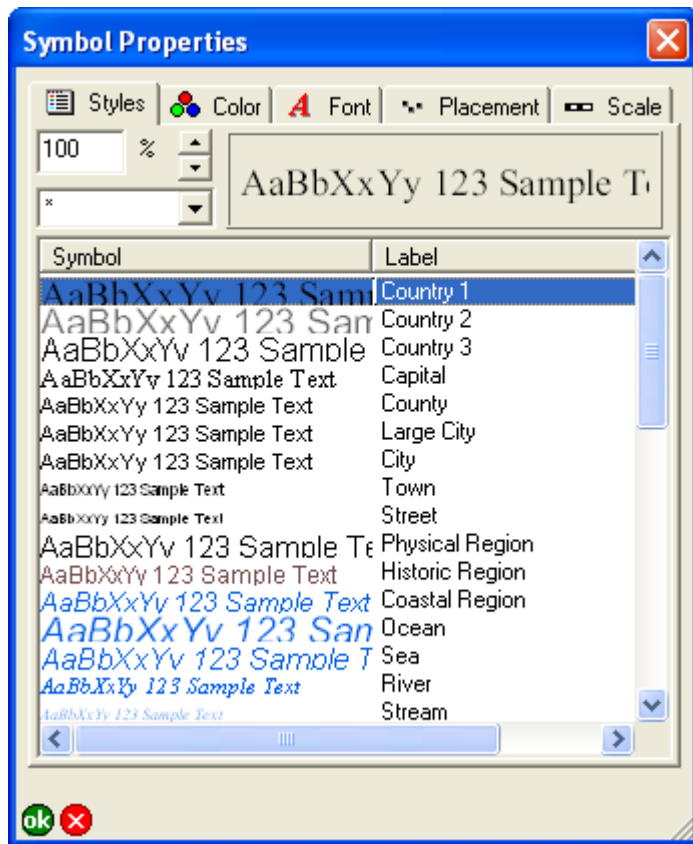 Symbol Properties
Styles Color A Font Placement Scale
100 %
AaBbXxYy 123 Sample Te
*
Symbol Label
AaBbXxYy 123 Sam Country 1
AaBbXxYy 123 Sam Country 2
AaBbXxYy 123 Sample Country 3
AaBbXxYy 123 Sample Text Capital
AaBbXxYy 123 Sample Text County
AaBbXxYy 123 Sample Text Large City
AaBbXxYy 123 Sample Text City
AaBbXxYy 123 Sample Text Town
AaBbXxYy 123 Sample Text Street
AaBbXxYy 123 Sample Te Physical Region
AaBbXxYy 123 Sample Text Historic Region
AaBbXxYy 123 Sample Text Coastal Region
AaBbXxYy 123 San Ocean
AaBbXxYy 123 Sample T Sea
AaBbXxYy 123 Sample Text River
AaBbXxYy 123 Sample Text Stream
ok